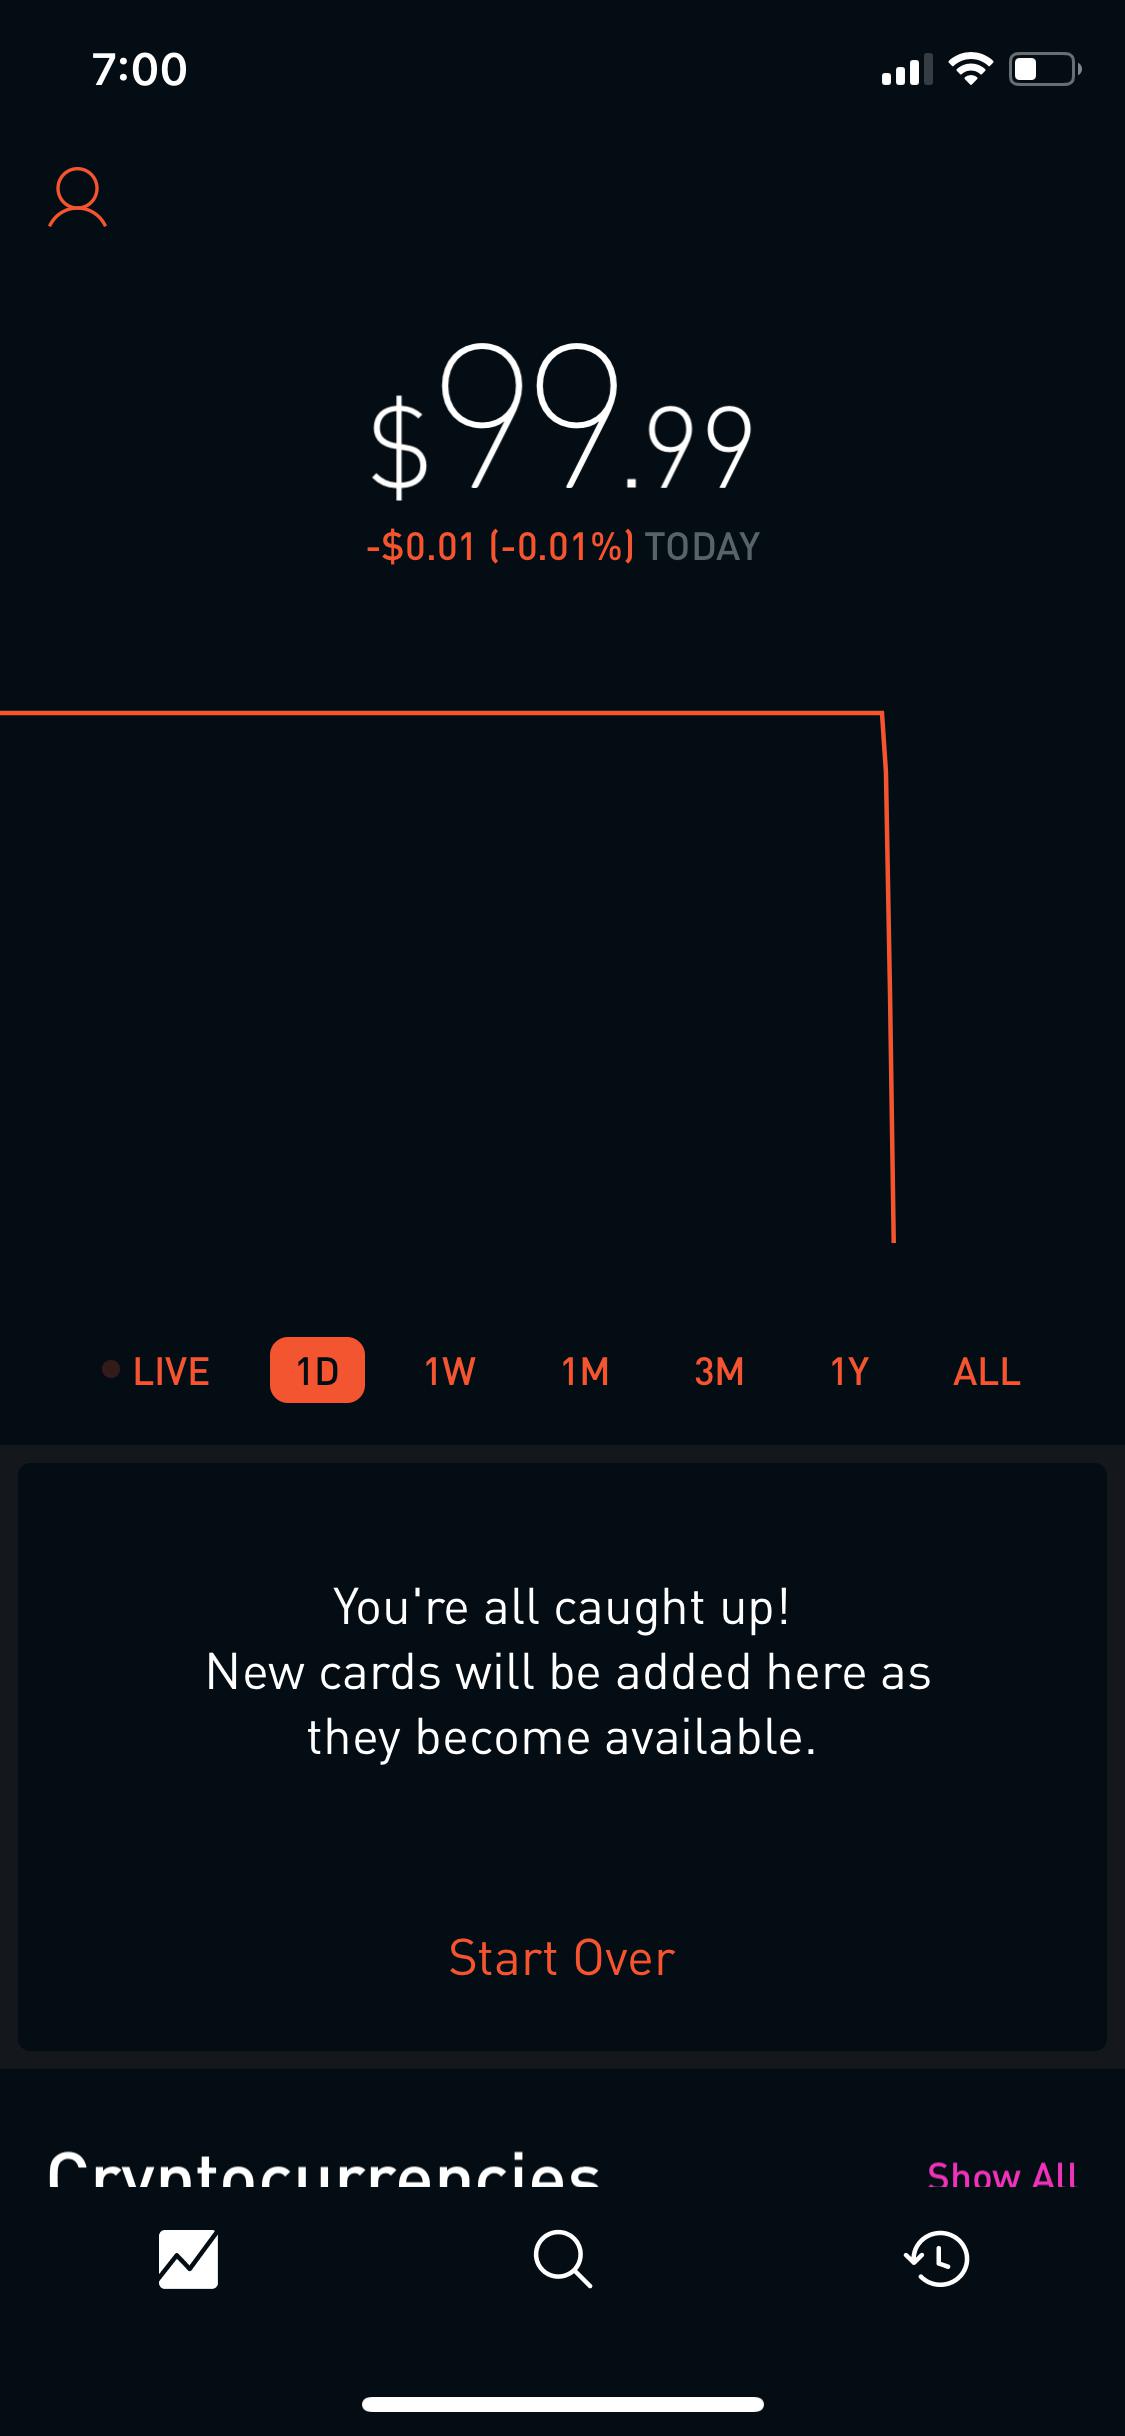 7:00
$99.99
-$0.01 (-0.01%) TODAY
LIVE 1D 1W 1M 3M 1Y ALL
You're all caught up!
New cards will be added here as
they become available.
Start Over
Cryptocurrencies Show All